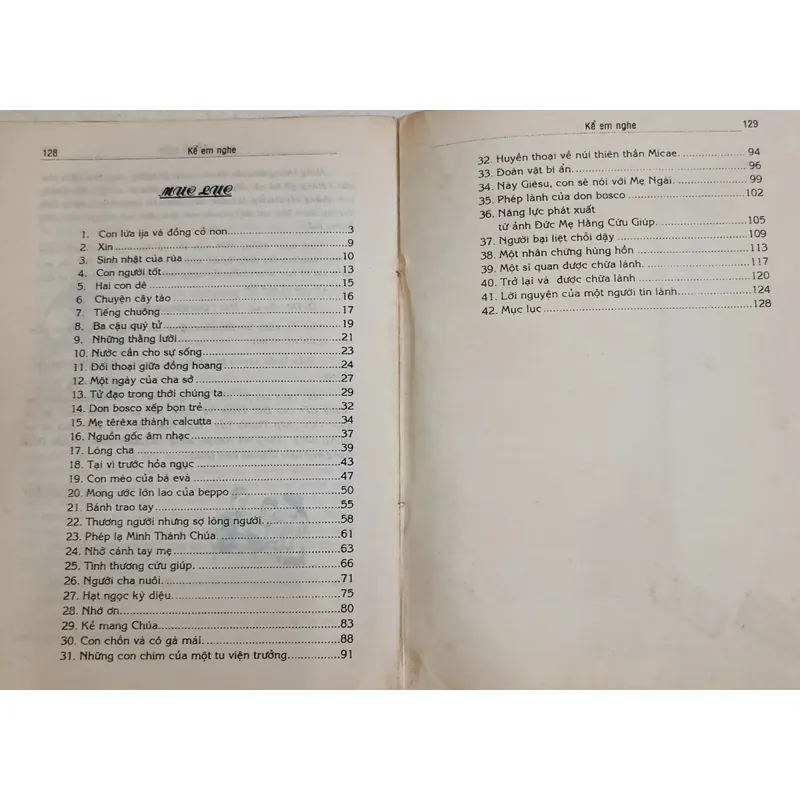 128 Kể em nghe
MỤC LỤC
1. Con lừa ịja và đồng cỏ non......3
2. Xin......9
3. Sinh nhật của rùa......10
4. Con người tốt......13
5. Hai con dê......15
6. Chuyện cây táo......16
7. Tiếng chuông......17
8. Ba cậu quý tử......19
9. Những thằng lười......21
10. Nước cần cho sự sống......23
11. Đối thoại giữa đồng hoang......24
12. Một ngày của cha sở......27
13. Tử đạo trong thời chúng ta......29
14. Don bosco xếp bọn trẻ......32
15. Mẹ têrêxa thành calcutta......34
16. Nguồn gốc âm nhạc......37
17. Lòng cha......39
18. Tại vì trước hỏa ngục......43
19. Con mèo của bà evà......47
20. Mong ước lớn lao của beppo......50
21. Bánh trao tay......55
22. Thương người nhưng sợ lòng người......58
23. Phép lạ Mình Thánh Chúa......61
24. Nhờ cánh tay mẹ......63
25. Tình thương cứu giúp......66
26. Người cha nuôi......71
27. Hạt ngọc kỳ diệu......75
28. Nhớ ơn......80
29. Kẻ mang Chúa......83
30. Con chồn và cô gà mái......88
31. Những con chim của một tu viện trưởng......91
Kể em nghe 129
32. Huyền thoại về núi thiên thần Micae......94
33. Đoàn vật bí ẩn......96
34. Này Giêsu, con sẽ nói với Mẹ Ngài......99
35. Phép lành của don bosco......102
36. Năng lực phát xuất
từ ảnh Đức Mẹ Hằng Cứu Giúp......105
37. Người bại liệt chỗi dậy......109
38. Một nhân chứng hùng hồn......113
39. Một sĩ quan được chữa lành......117
40. Trở lại và được chữa lành......120
41. Lời nguyện của một người tin lành......124
42. Mục lục......128